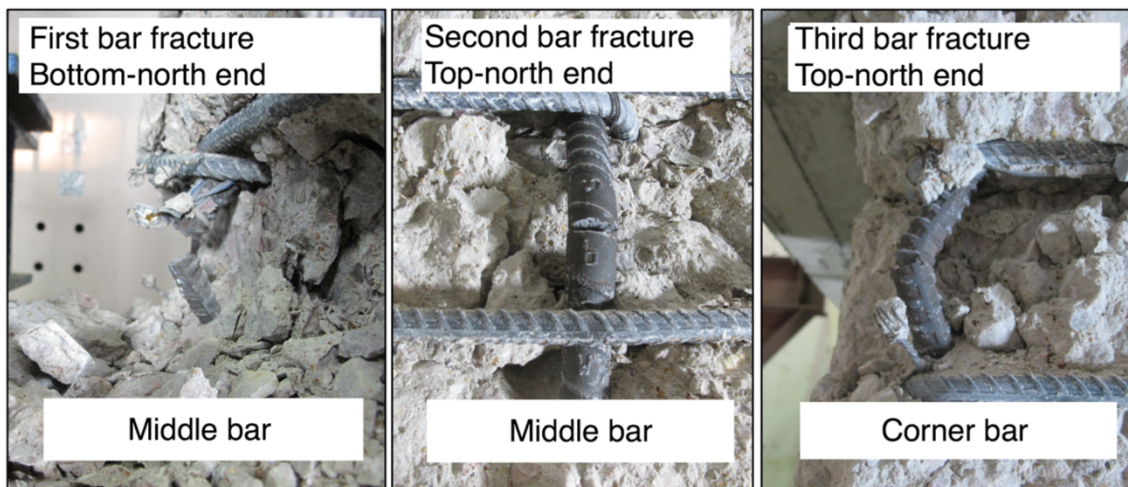 First bar fracture
Bottom-north end
Middle bar
Second bar fracture
Top-north end
Middle bar
Third bar fracture
Top-north end
Corner bar